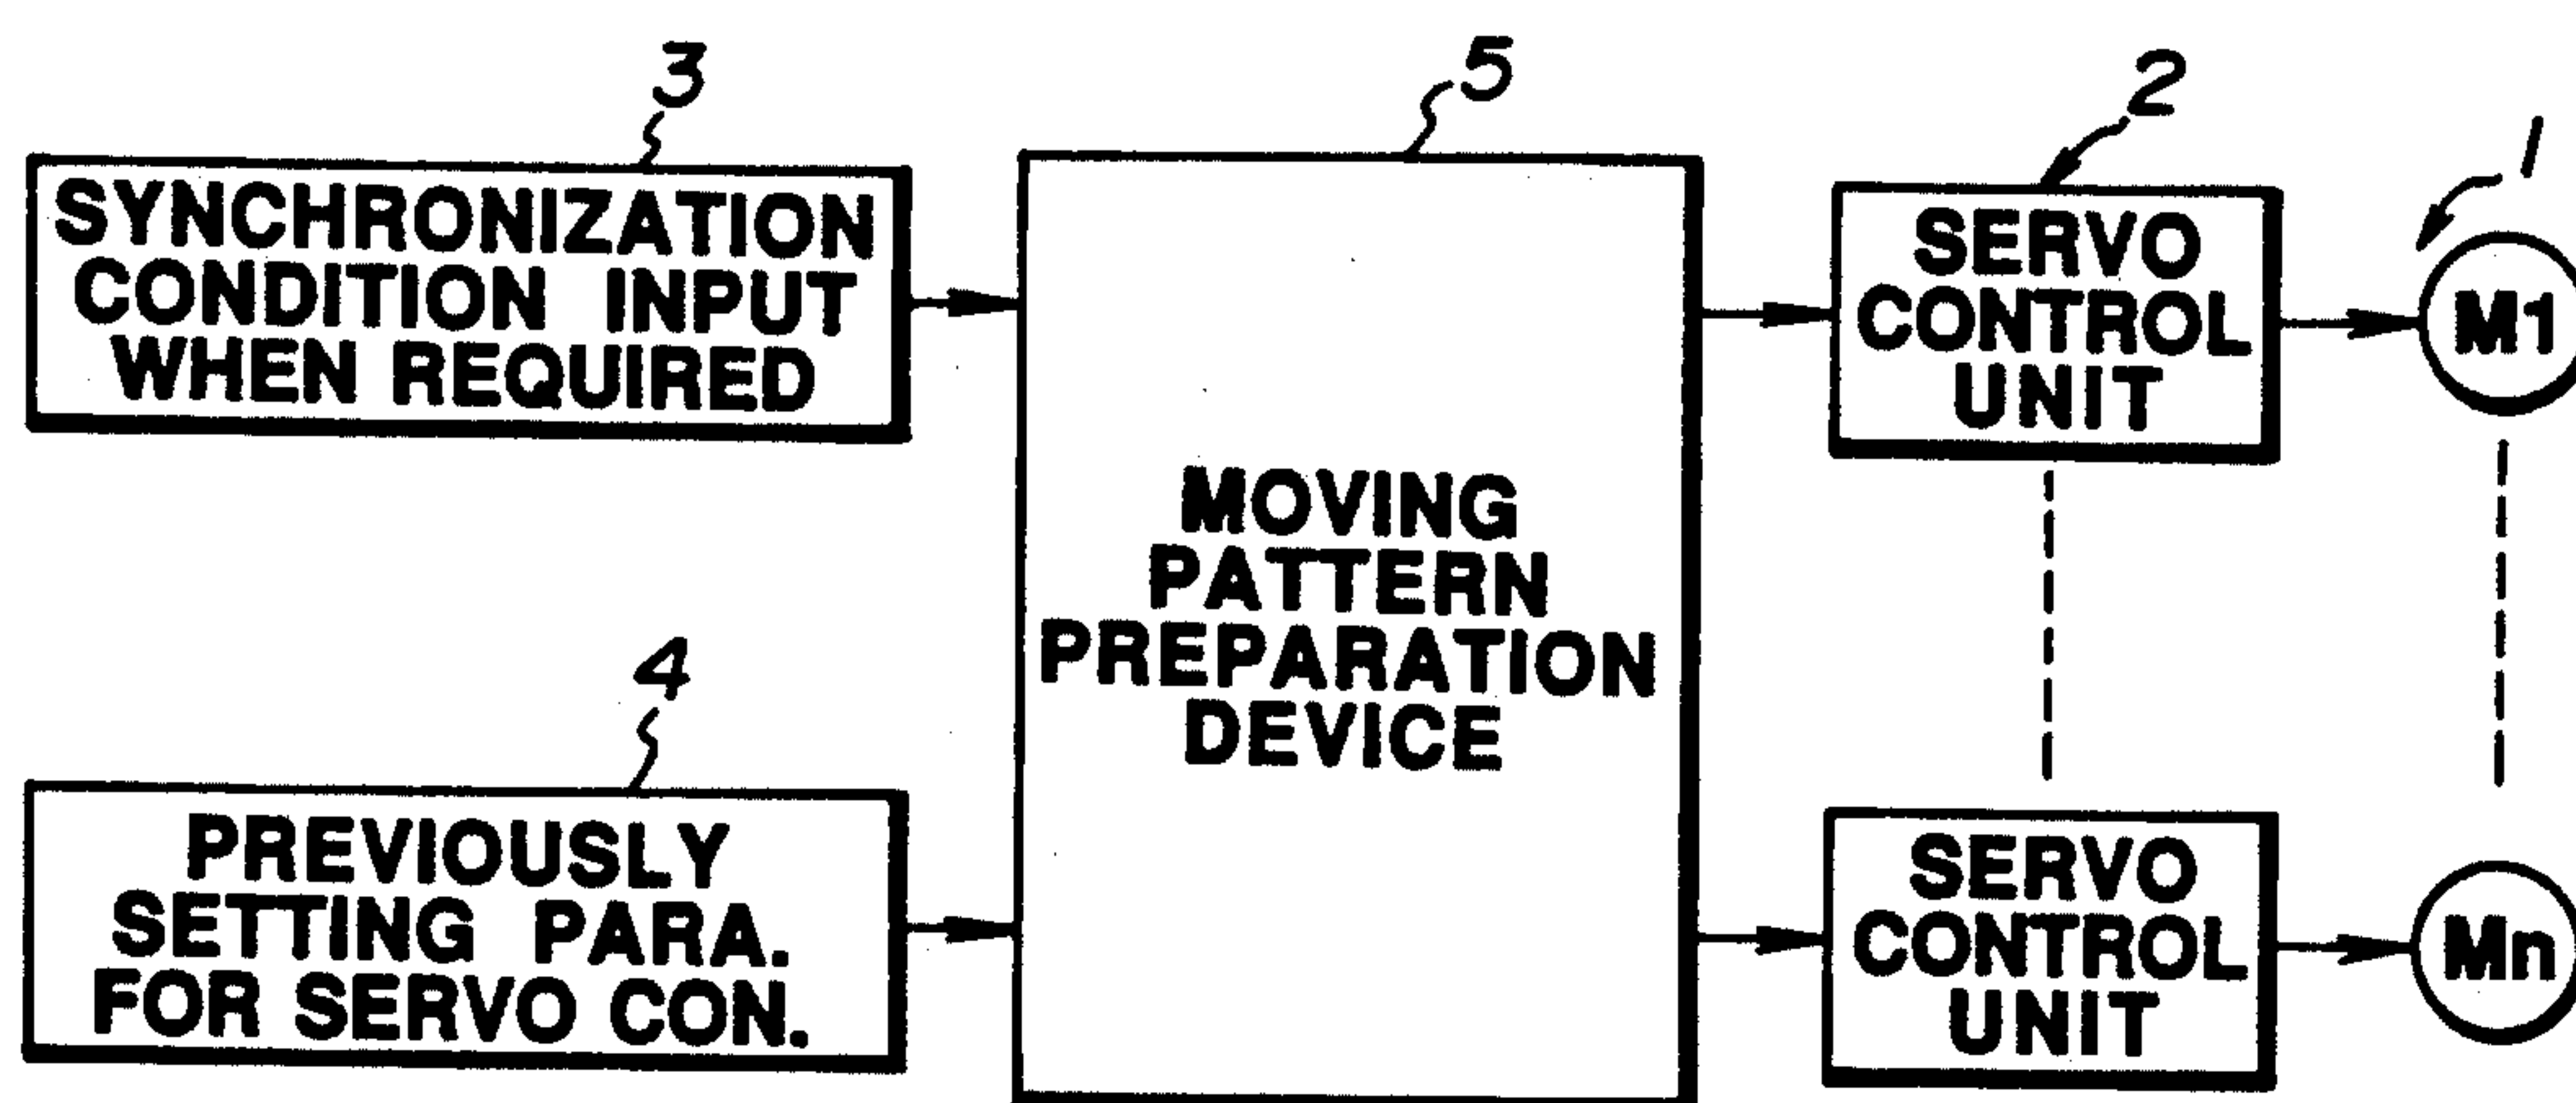 3
5
2
1
SYNCHRONIZATION
CONDITION INPUT
WHEN REQUIRED
SERVO
CONTROL
UNIT
M1
MOVING
PATTERN
PREPARATION
DEVICE
4
PREVIOUSLY
SETTING PARA.
FOR SERVO CON.
SERVO
CONTROL
UNIT
Mn